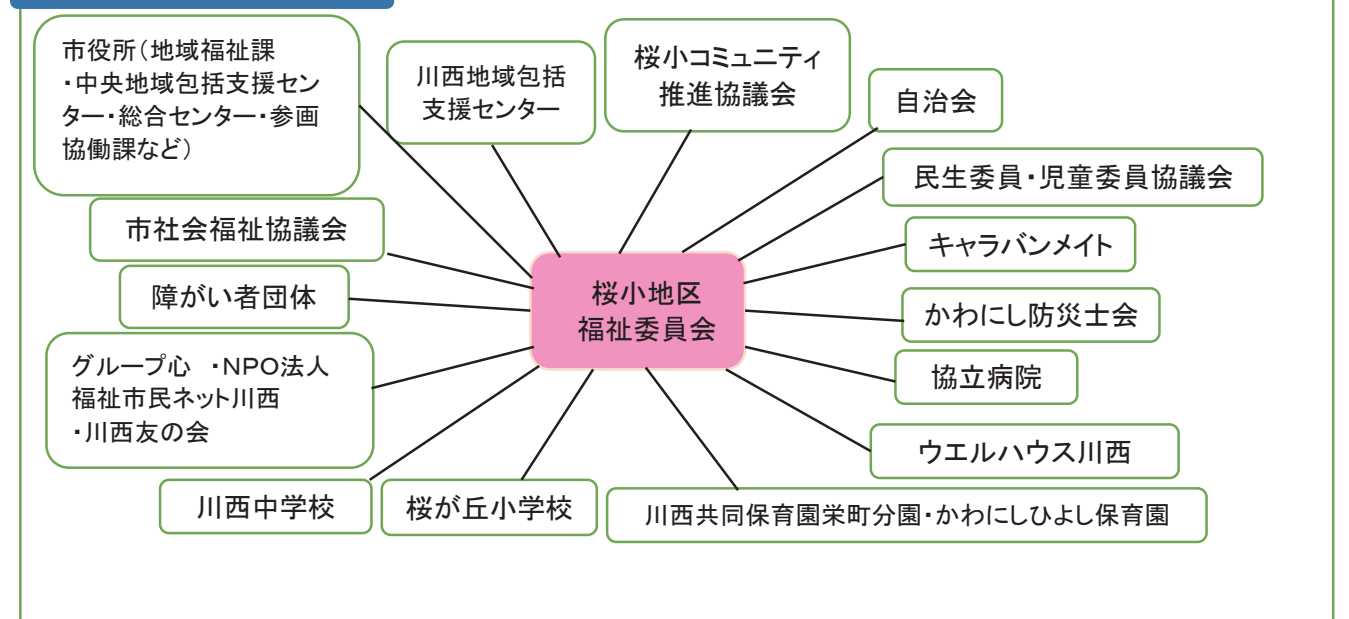 市役所（地域福祉課
・中央地域包括支援セン
ター・総合センター・参画
協働課など）
川西地域包括
支援センター
桜小コミュニティ
推進協議会
自治会
民生委員・児童委員協議会
市社会福祉協議会
キャラバンメイト
障がい者団体
桜小地区
福祉委員会
かわにし防災士会
グループ心　・NPO法人
福祉市民ネット川西
・川西友の会
協立病院
ウエルハウス川西
川西中学校
桜が丘小学校
川西共同保育園栄町分園・かわにしひよし保育園